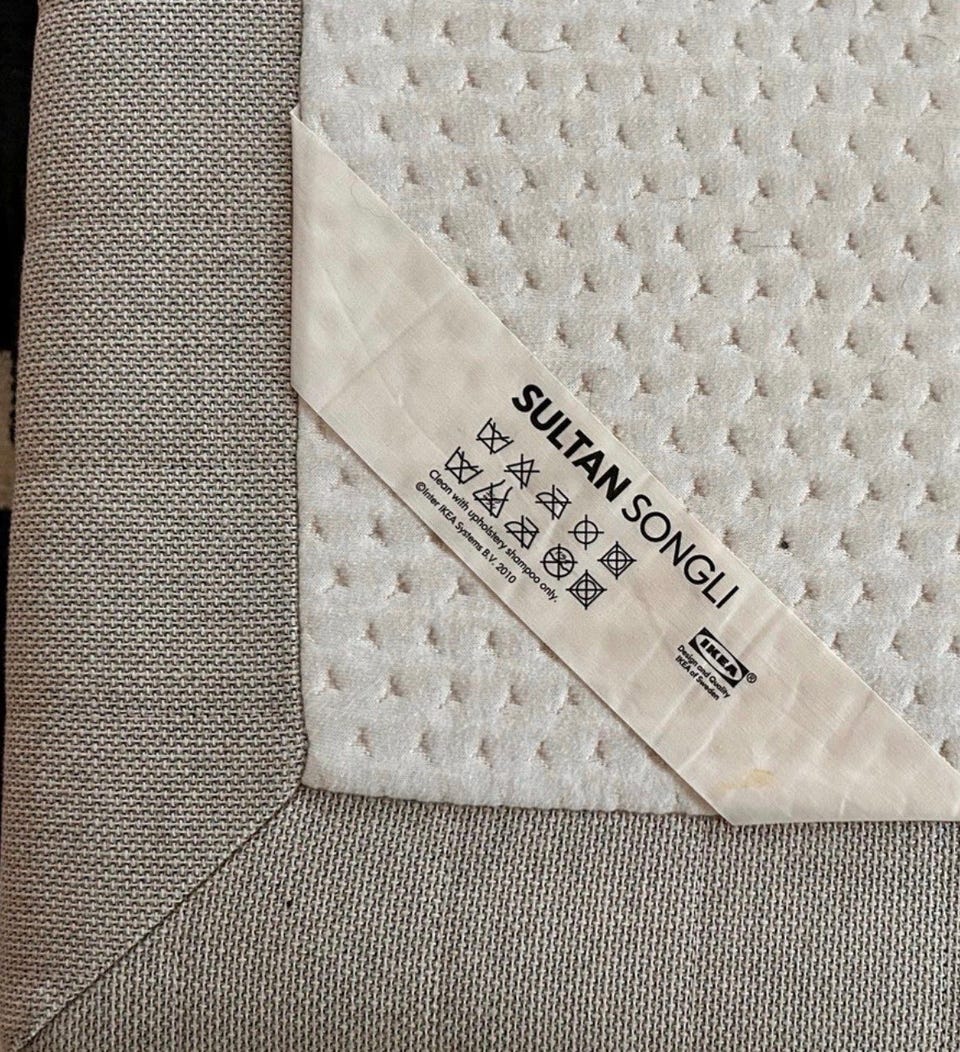 SULTAN SONGLI
Clean with upholstery shampoo only.
©Inter IKEA Systems B.V. 2010
IKEA®
Design and Quality
IKEA of Sweden